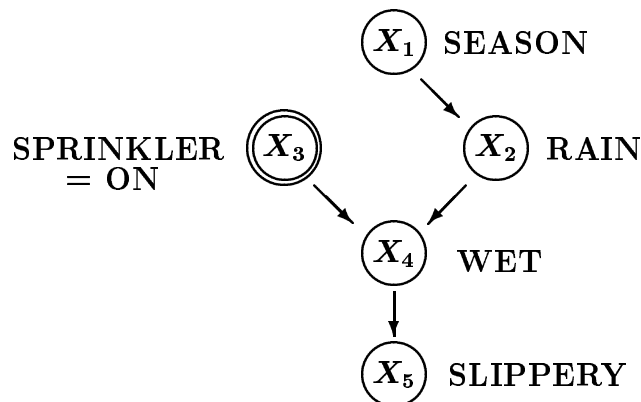 X1 SEASON
SPRINKLER X3 X2 RAIN
= ON
X4 WET
X5 SLIPPERY